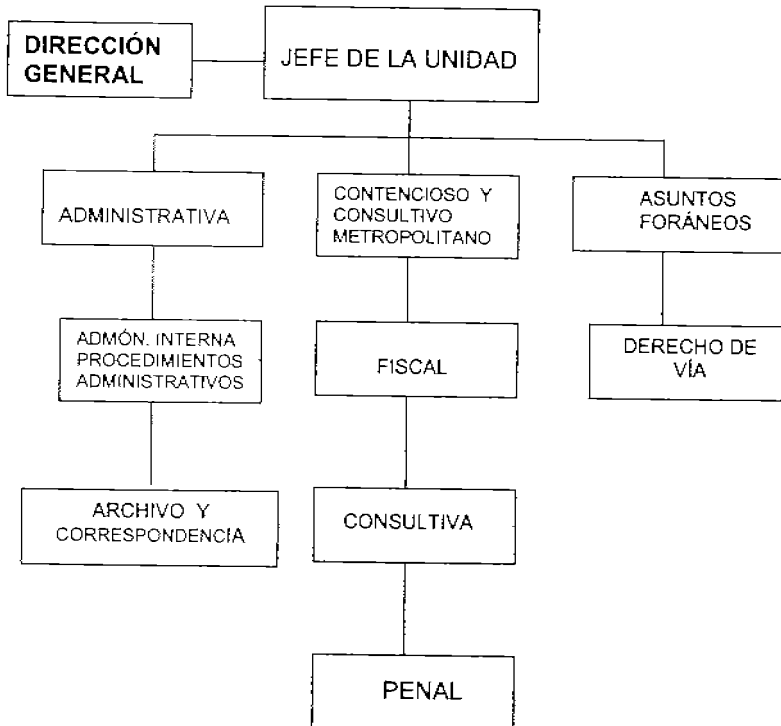 DIRECCIÓN
GENERAL
JEFE DE LA UNIDAD
ADMINISTRATIVA
CONTENCIOSO Y
CONSULTIVO
METROPOLITANO
ASUNTOS
FORÁNEOS
ADMÓN. INTERNA
PROCEDIMIENTOS
ADMINISTRATIVOS
FISCAL
DERECHO DE
VÍA
ARCHIVO Y
CORRESPONDENCIA
CONSULTIVA
PENAL